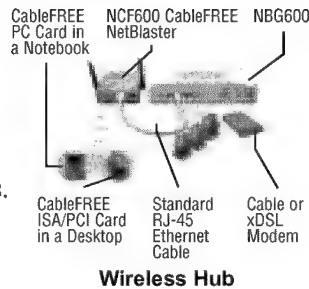 CableFREE
PC Card in
a Notebook
NCF600 CableFREE
NetBlaster
NBG600
CableFREE
ISA/PCI Card
in a Desktop
Standard
RJ-45
Ethernet
Cable
Cable or
xDSL
Modem
Wireless Hub